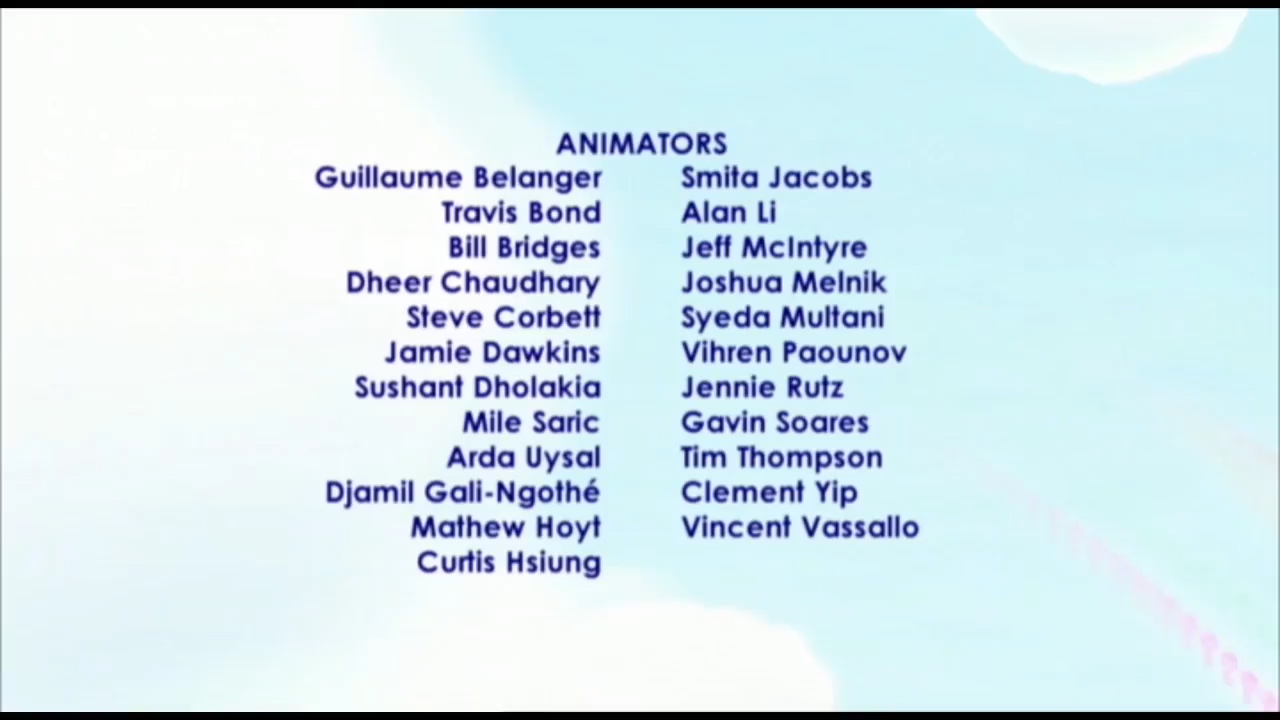 ANIMATORS
Guillaume Belanger Smita Jacobs
Travis Bond Alan Li
Bill Bridges Jeff McIntyre
Dheer Chaudhary Joshua Melnik
Steve Corbett Syeda Multani
Jamie Dawkins Vihren Paounov
Sushant Dholakia Jennie Rutz
Mile Saric Gavin Soares
Arda Uysal Tim Thompson
Djamil Gali-Ngothé Clement Yip
Mathew Hoyt Vincent Vassallo
Curtis Hsiung